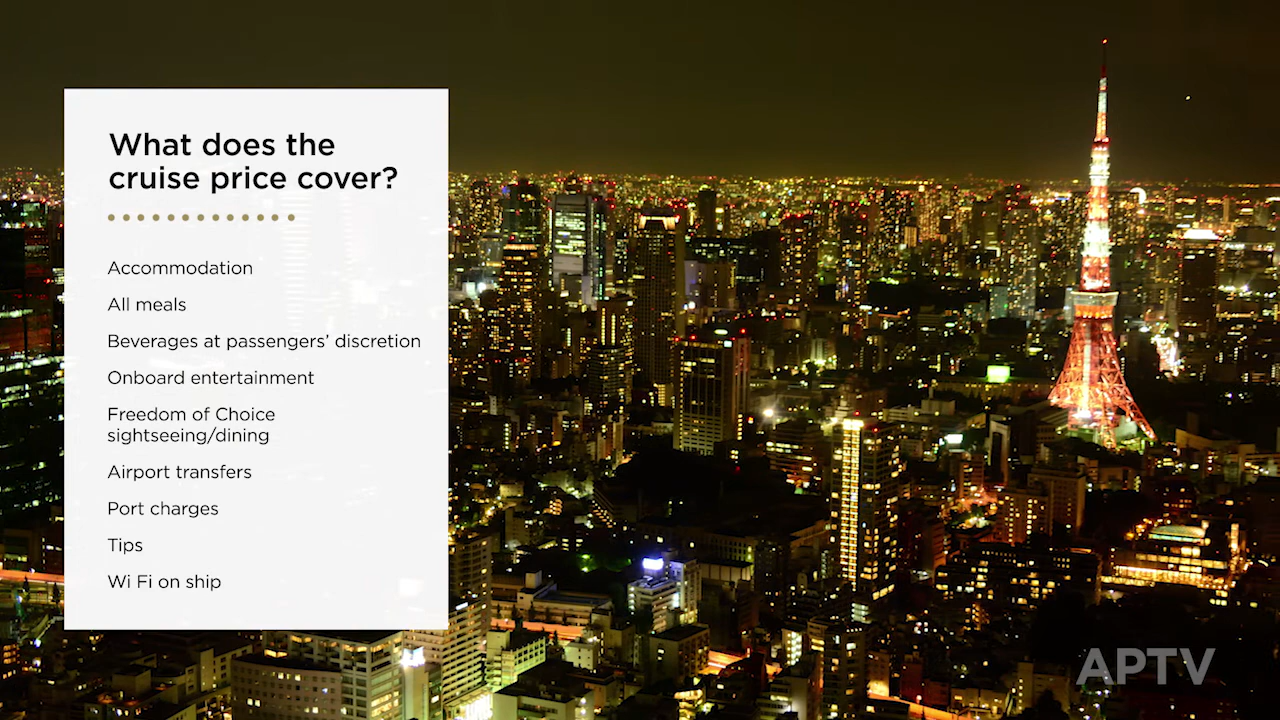 What does the
cruise price cover?
Accommodation
All meals
Beverages at passengers’ discretion
Onboard entertainment
Freedom of Choice
sightseeing/dining
Airport transfers
Port charges
Tips
Wi Fi on ship
APTV